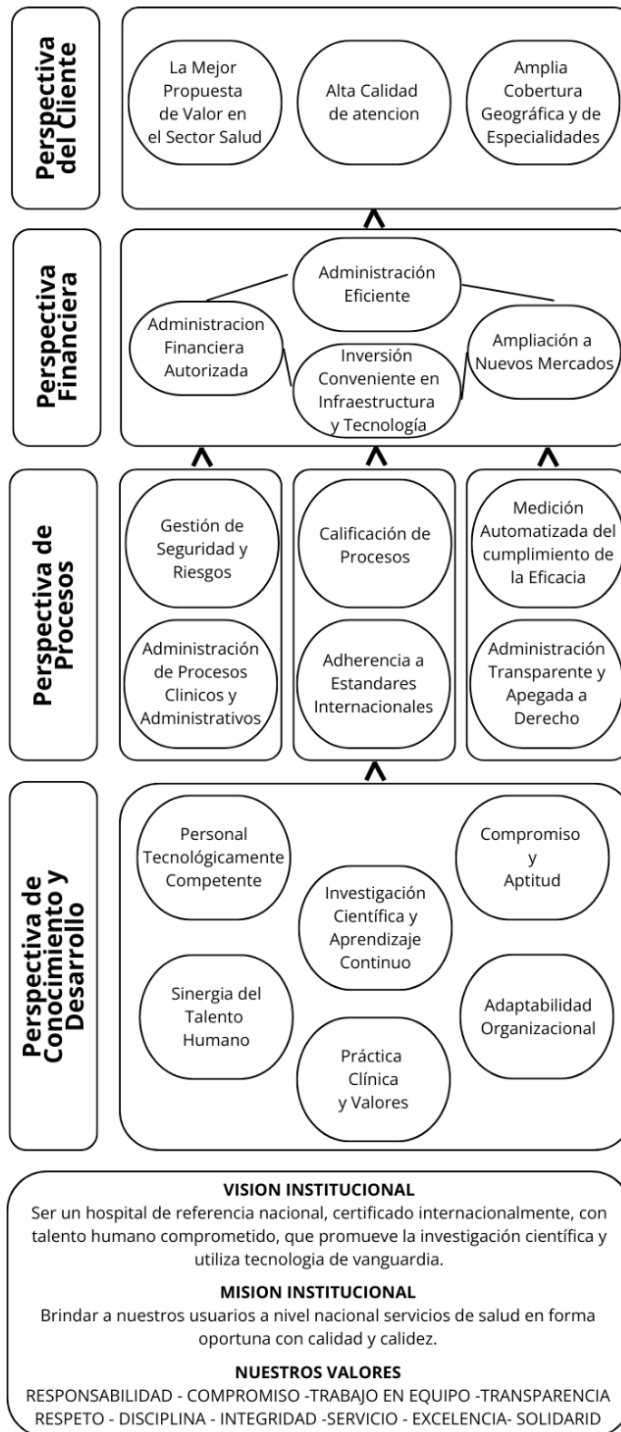 Perspectiva
del Cliente
La Mejor
Propuesta
de Valor en
el Sector Salud
Alta Calidad
de atencion
Amplia
Cobertura
Geográfica y de
Especialidades
Perspectiva
Financiera
Administración
Eficiente
Administracion
Financiera
Autorizada
Inversión
Conveniente en
Infraestructura
y Tecnología
Ampliación a
Nuevos Mercados
Perspectiva de
Procesos
Gestión de
Seguridad y
Riesgos
Calificación de
Procesos
Medición
Automatizada del
cumplimiento de
la Eficacia
Administración
de Procesos
Clinicos y
Administrativos
Adherencia a
Estandares
Internacionales
Administración
Transparente y
Apegada a
Derecho
Perspectiva de
Conocimiento y
Desarrollo
Personal
Tecnológicamente
Competente
Investigación
Científica y
Aprendizaje
Continuo
Compromiso
y
Aptitud
Sinergia del
Talento
Humano
Práctica
Clínica
y Valores
Adaptabilidad
Organizacional
VISION INSTITUCIONAL
Ser un hospital de referencia nacional, certificado internacionalmente, con
talento humano comprometido, que promueve la investigación científica y
utiliza tecnologia de vanguardia.
MISION INSTITUCIONAL
Brindar a nuestros usuarios a nivel nacional servicios de salud en forma
oportuna con calidad y calidez.
NUESTROS VALORES
RESPONSABILIDAD - COMPROMISO -TRABAJO EN EQUIPO -TRANSPARENCIA
RESPETO - DISCIPLINA - INTEGRIDAD -SERVICIO - EXCELENCIA- SOLIDARID